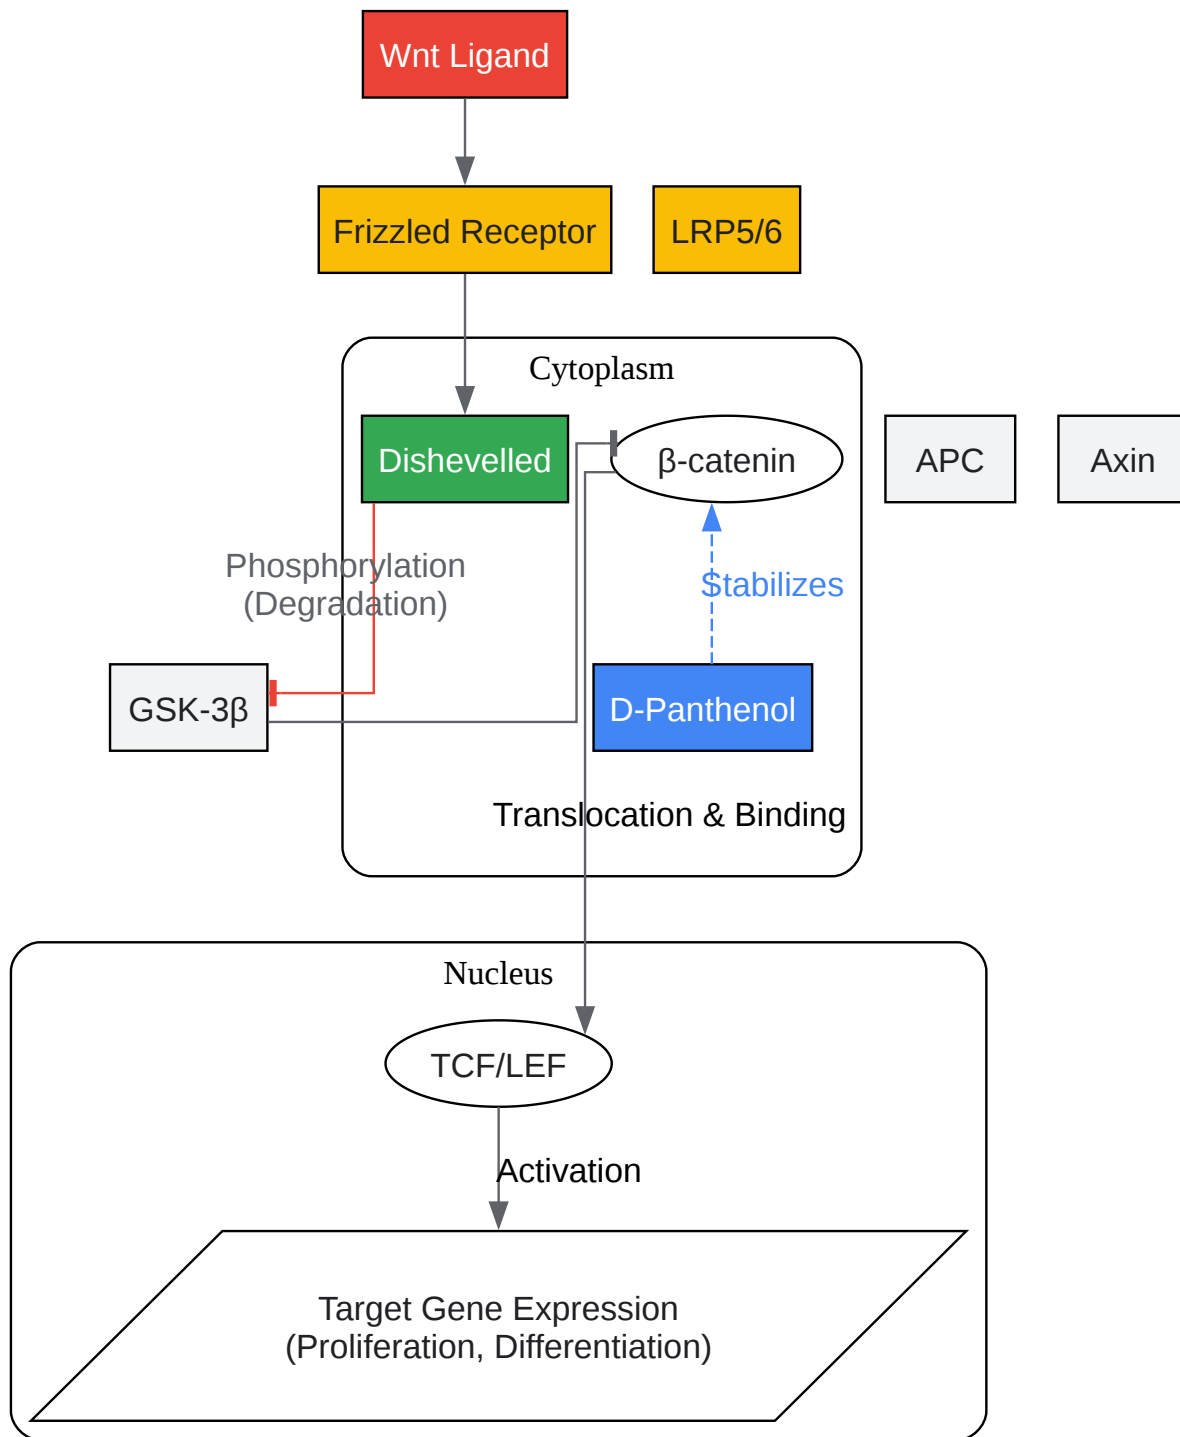 Wnt Ligand
Frizzled Receptor
LRP5/6
Cytoplasm
Dishevelled
β-catenin
APC
Axin
Phosphorylation
(Degradation)
Stabilizes
GSK-3β
D-Panthenol
Translocation & Binding
Nucleus
TCF/LEF
Activation
Target Gene Expression
(Proliferation, Differentiation)